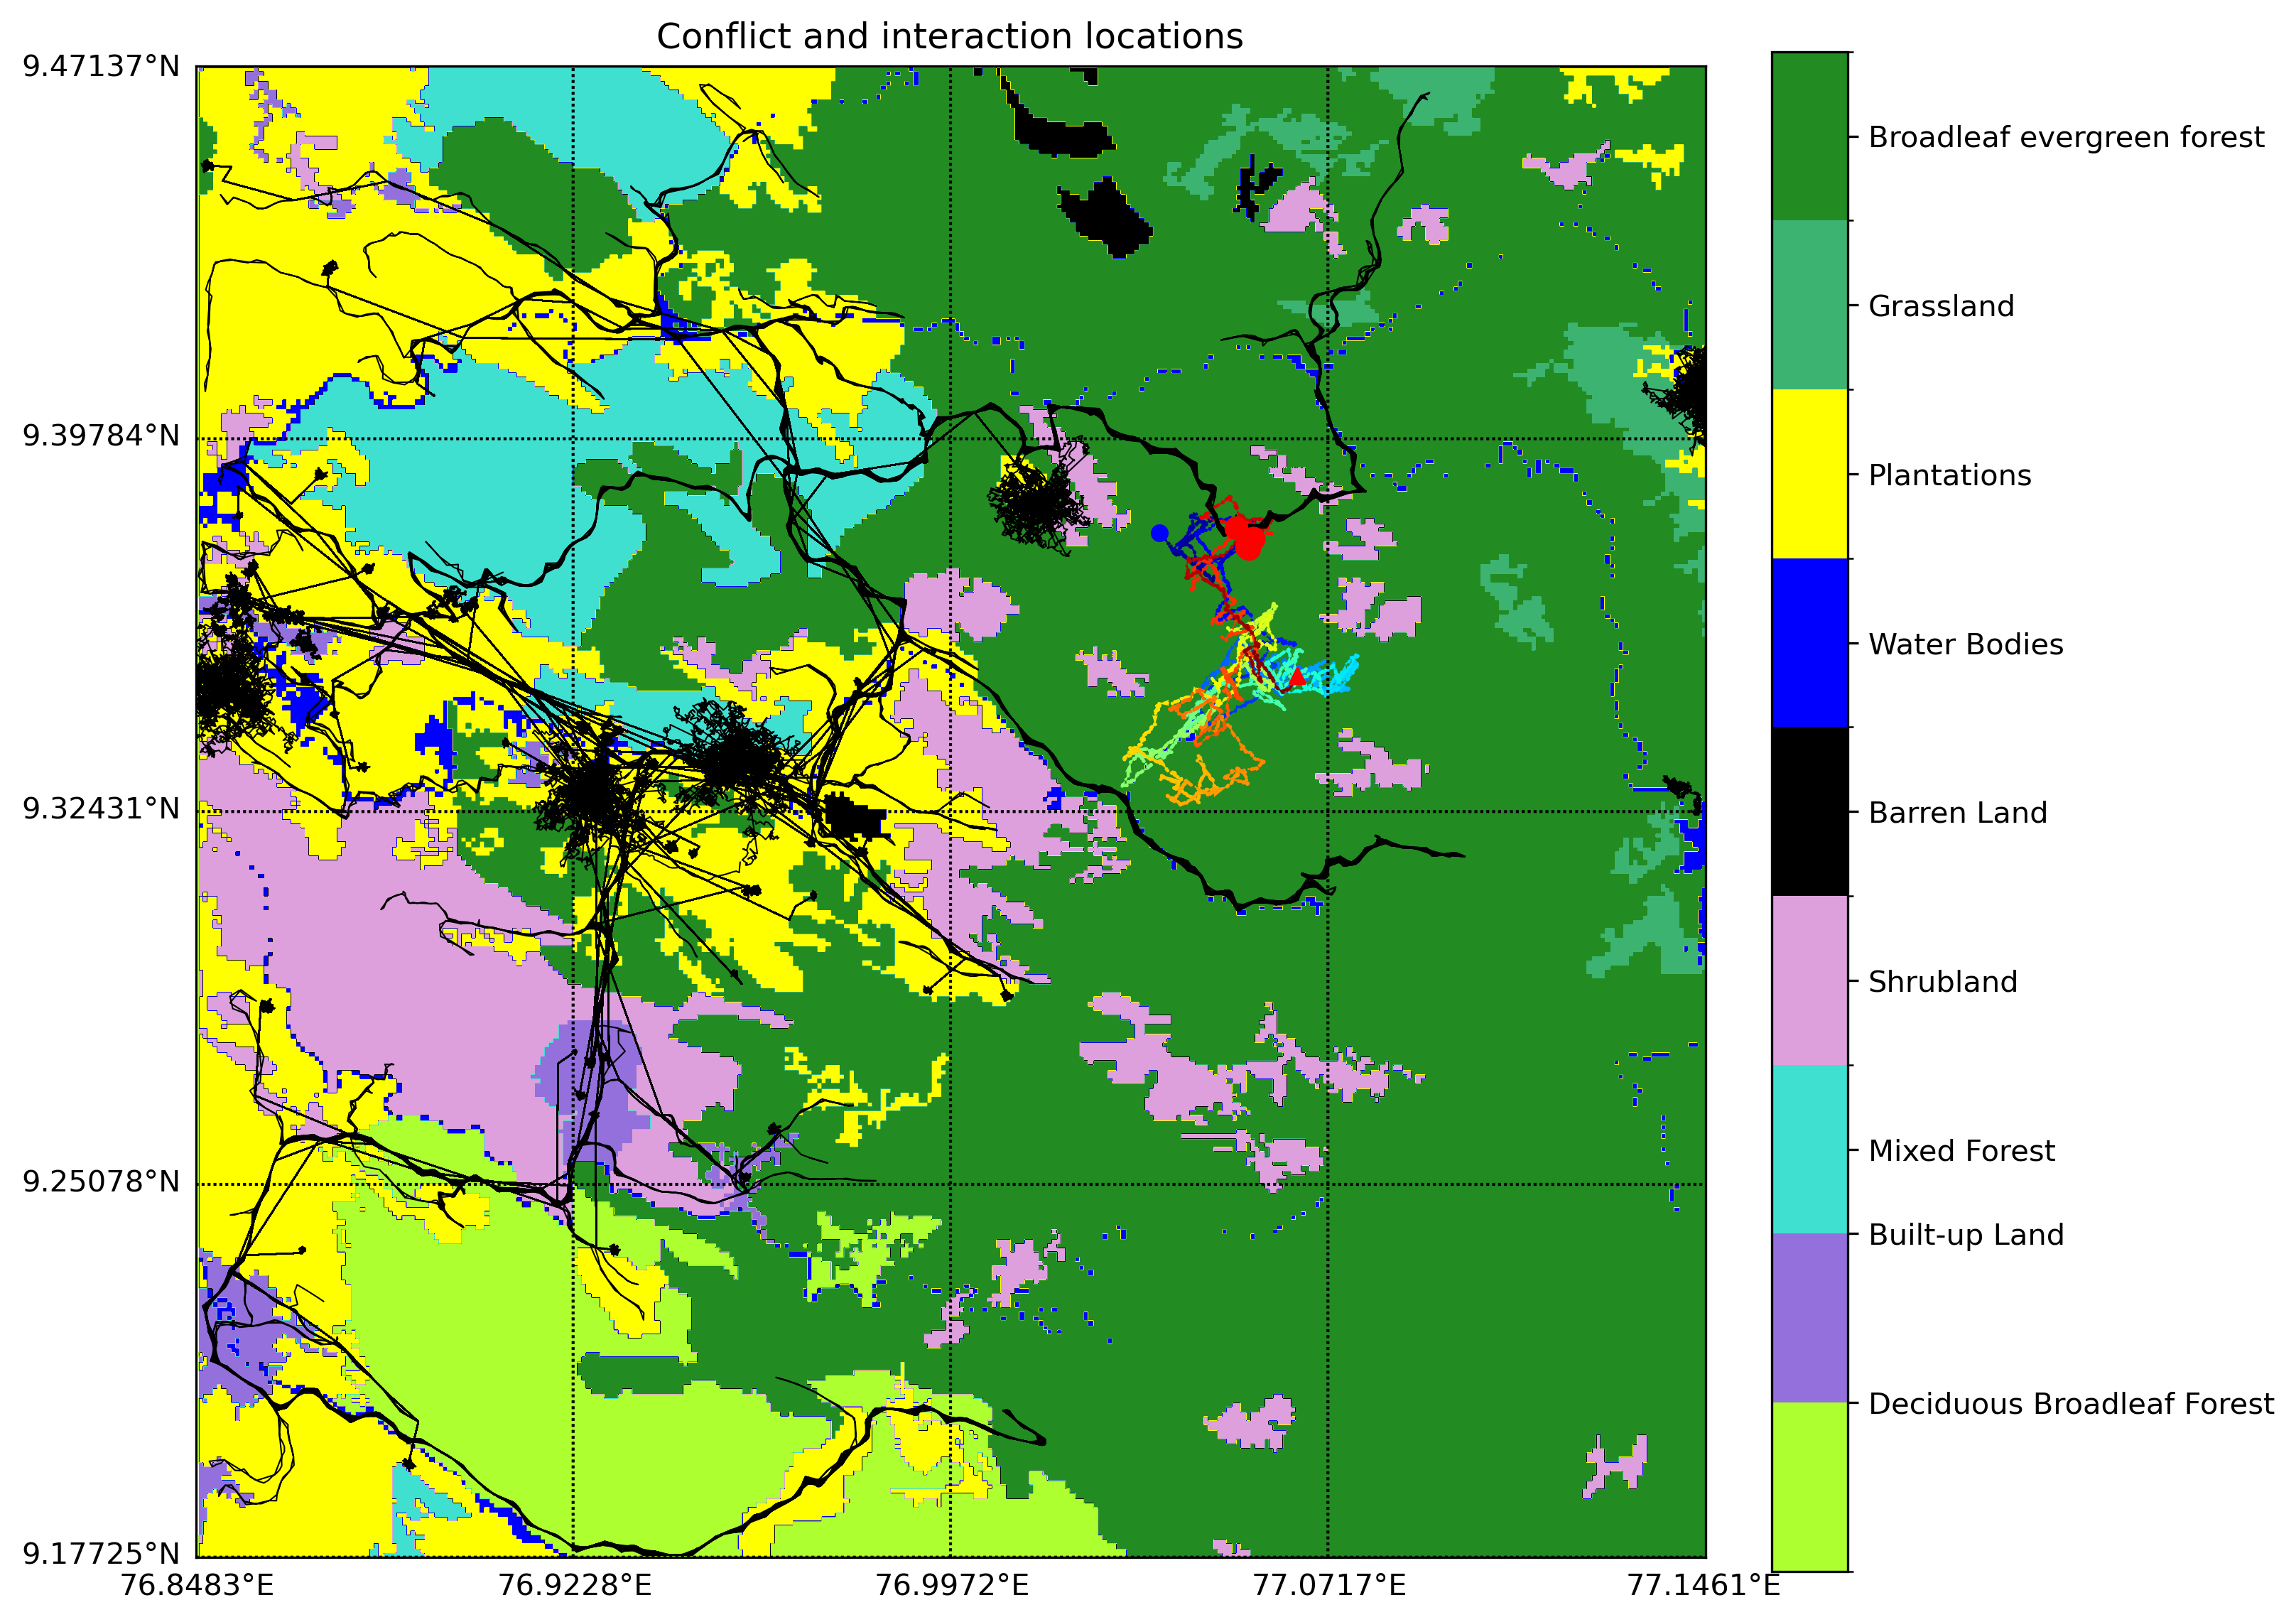 Conflict and interaction locations
9.47137°N
9.39784°N
9.32431°N
9.25078°N
9.17725°N
76.8483°E
76.9228°E
76.9972°E
77.0717°E
77.1461°E
Broadleaf evergreen forest
Grassland
Plantations
Water Bodies
Barren Land
Shrubland
Mixed Forest
Built-up Land
Deciduous Broadleaf Forest